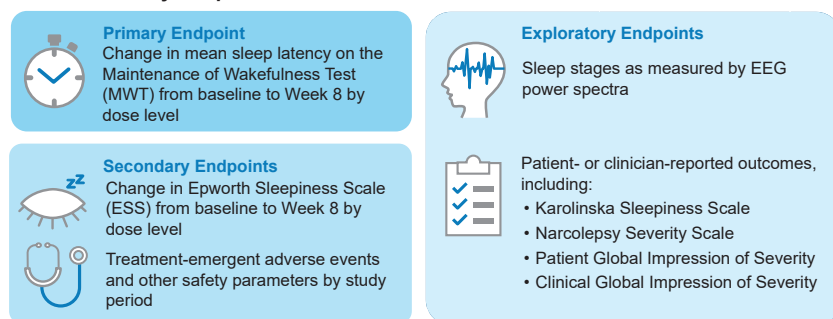 Primary Endpoint
Change in mean sleep latency on the
Maintenance of Wakefulness Test
(MWT) from baseline to Week 8 by
dose level
Secondary Endpoints
zz
Change in Epworth Sleepiness Scale
(ESS) from baseline to Week 8 by
dose level
Treatment-emergent adverse events
and other safety parameters by study
period
Exploratory Endpoints
Sleep stages as measured by EEG
power spectra
Patient- or clinician-reported outcomes,
including:
• Karolinska Sleepiness Scale
• Narcolepsy Severity Scale
• Patient Global Impression of Severity
• Clinical Global Impression of Severity